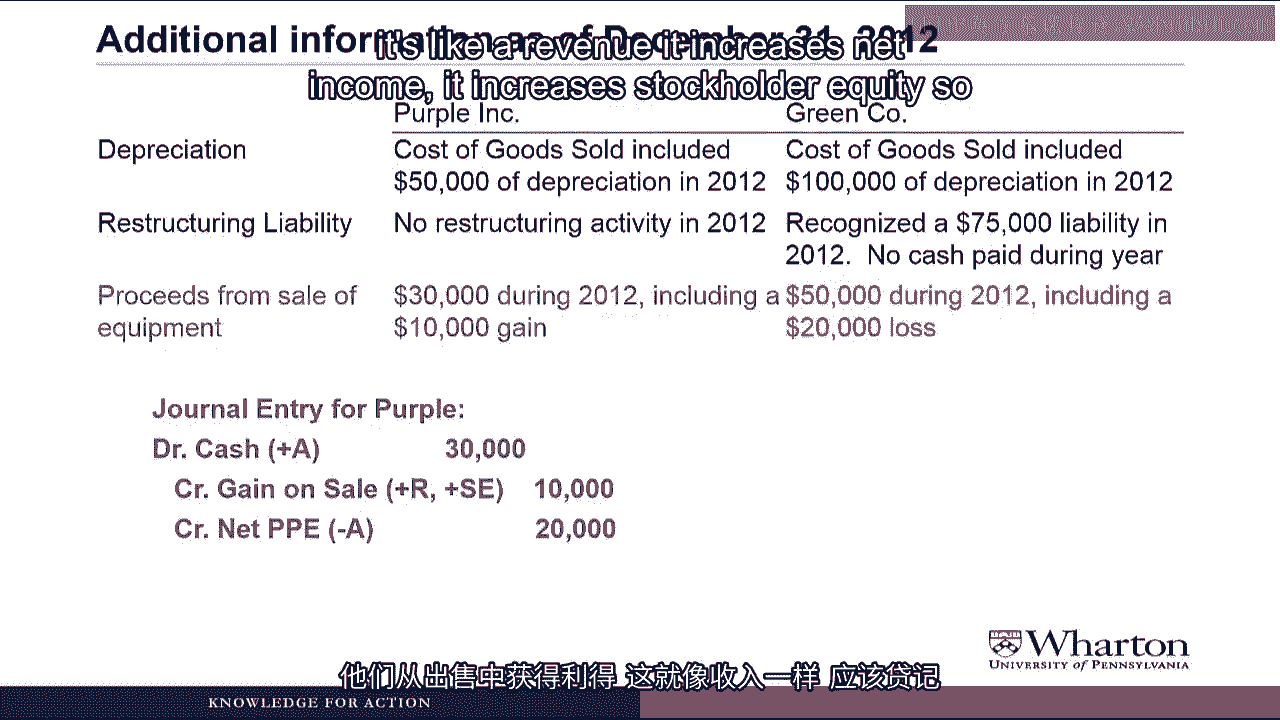 Additional information as of December 31, 2012
it's like a revenue it increases net
income, it increases stockholder equity so
Purple Inc. Green Co.
Depreciation Cost of Goods Sold included Cost of Goods Sold included
$50,000 of depreciation in 2012 $100,000 of depreciation in 2012
Restructuring Liability No restructuring activity in 2012 Recognized a $75,000 liability in
2012. No cash paid during year
Proceeds from sale of $30,000 during 2012, including a $50,000 during 2012, including a
equipment $10,000 gain $20,000 loss
Journal Entry for Purple:
Dr. Cash (+A) 30,000
Cr. Gain on Sale (+R, +SE) 10,000
Cr. Net PPE (-A) 20,000
Wharton
UNIVERSITY of PENNSYLVANIA
他们从出售中获得利得 这就像收入一样 应该贷记
KNOWLEDGE FOR ACTION